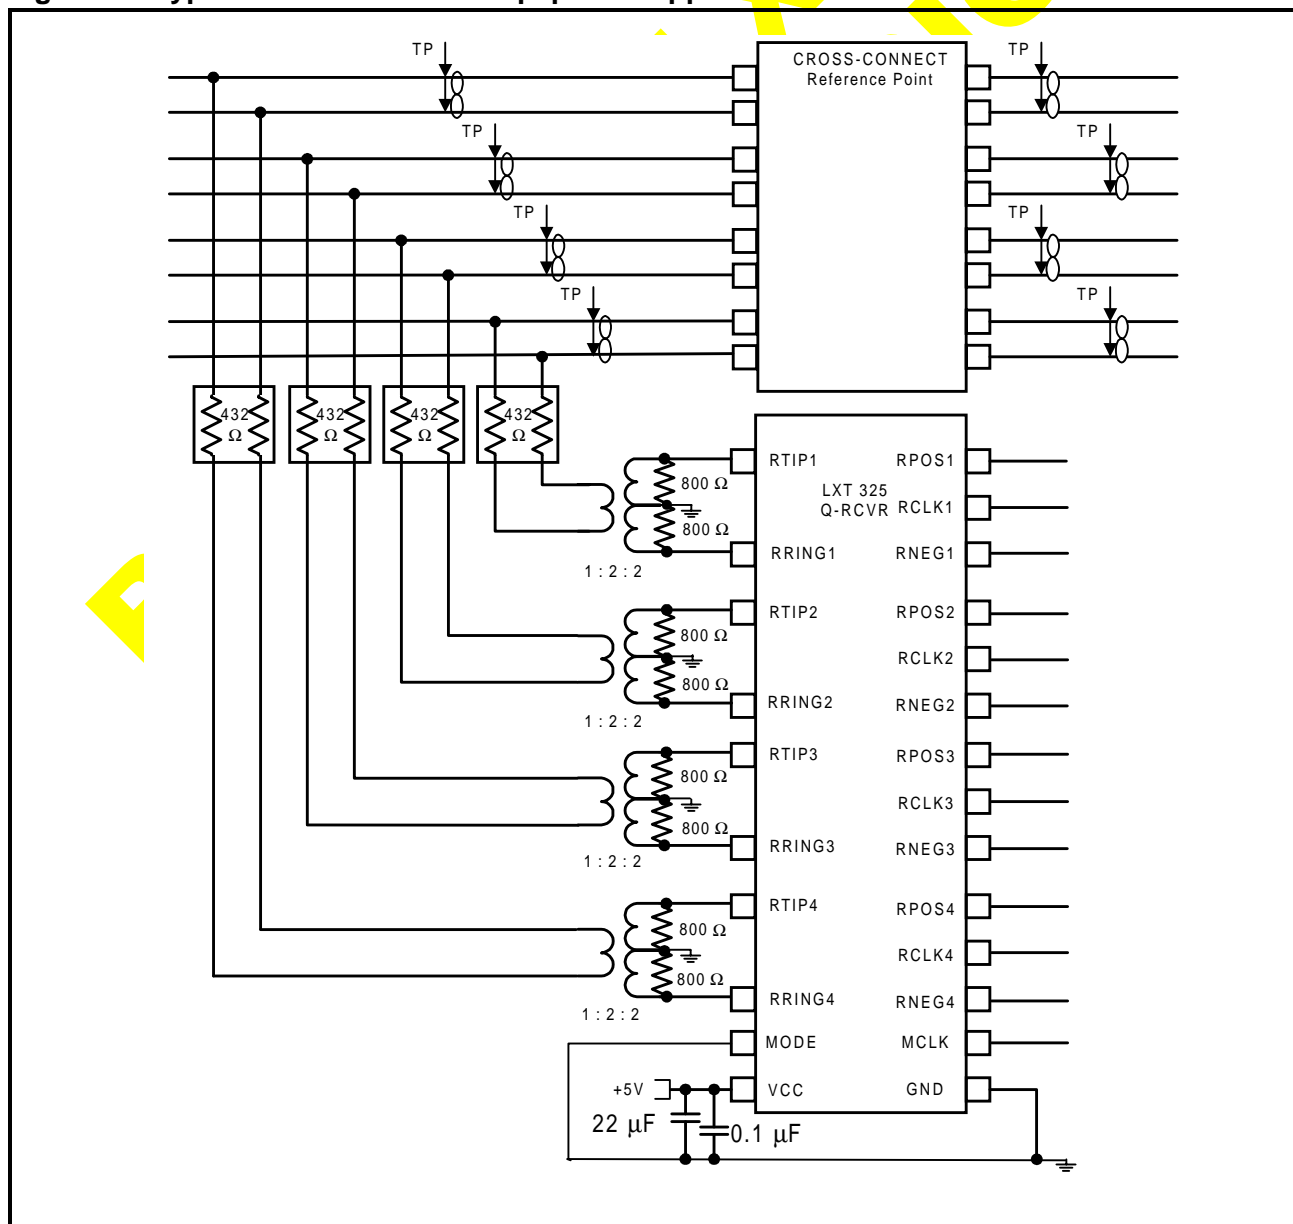 TP
CROSS-CONNECT
Reference Point
TP
TP
TP
TP
TP
TP
TP
432
Ω
432
Ω
432
Ω
432
Ω
RTIP1
RPOS1
800 Ω
LXT 325
Q-RCVR
RCLK1
800 Ω
RRING1
RNEG1
1 : 2 : 2
RTIP2
RPOS2
800 Ω
RCLK2
800 Ω
RRING2
RNEG2
1 : 2 : 2
RTIP3
RPOS3
800 Ω
RCLK3
800 Ω
RRING3
RNEG3
1 : 2 : 2
RTIP4
RPOS4
800 Ω
RCLK4
800 Ω
RRING4
RNEG4
1 : 2 : 2
MODE
MCLK
+5V
VCC
GND
22 µF
0.1 µF